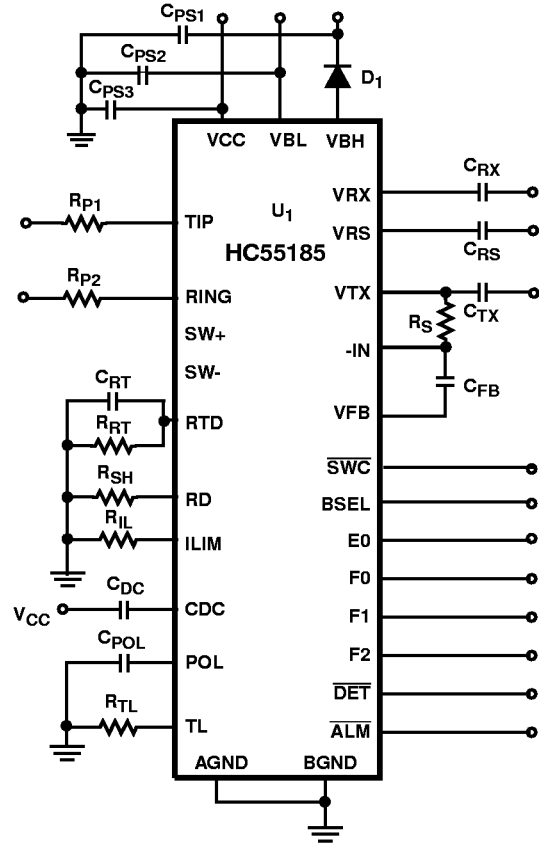 CPS1
CPS2
CPS3
D1
VCC VBL VBH
U1
HC55185
RP1
TIP
RP2
RING
SW+
SW-
CRT
RRT
RTD
RSH
RD
RIL
ILIM
CDC
VCC
CDC
CPOL
POL
RTL
TL
VRX
CRX
VRS
CRS
VTX
CTX
RS
-IN
CFB
VFB
SWC
BSEL
E0
F0
F1
F2
DET
ALM
AGND BGND